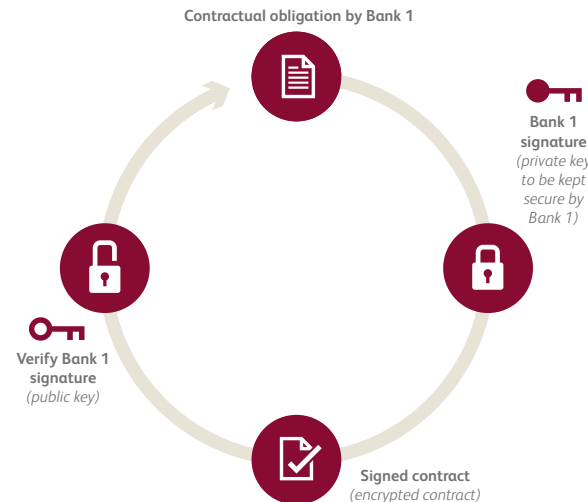 Contractual obligation by Bank 1
Bank 1
signature
(private key
to be kept
secure by
Bank 1)
Verify Bank 1
signature
(public key)
Signed contract
(encrypted contract)